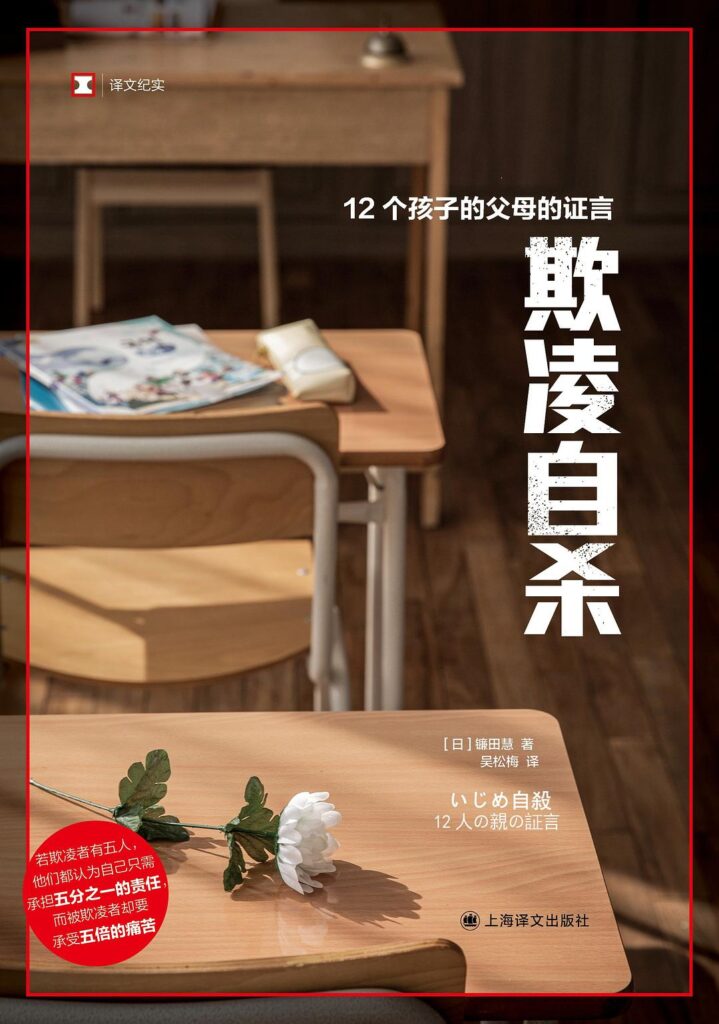 译文纪实
12个孩子的父母的证言
欺凌自杀
[日]镰田慧 著
吴松梅 译
いじめ自殺
12人の親の証言
若欺凌者有五人，
他们都认为自己只需
承担五分之一的责任，
而被欺凌者却要
承受五倍的痛苦
上海译文出版社